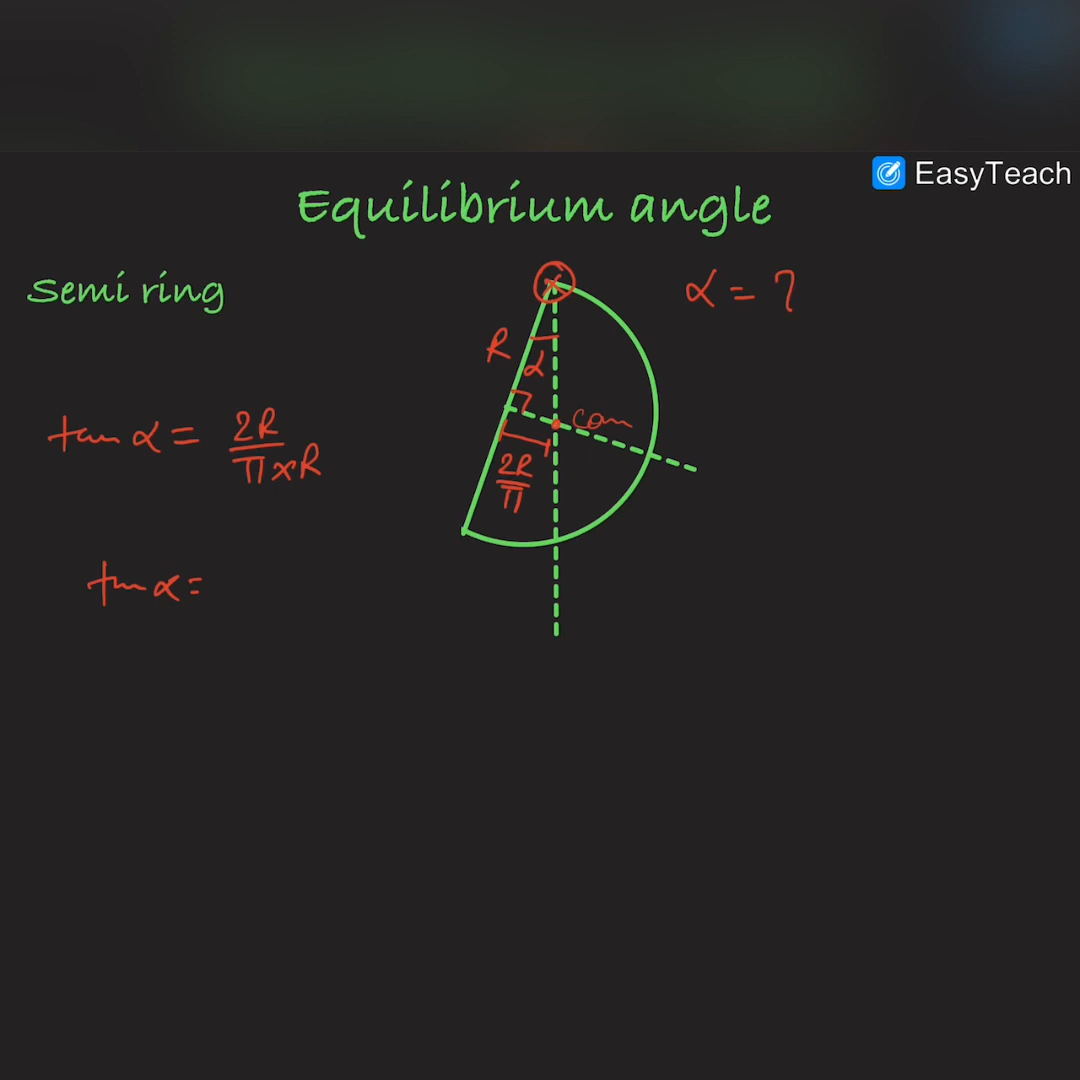 EasyTeach
Equilibrium angle
Semi ring
α = ?
R
α
tan α = 2R / π × R
com
2R / π
tan α =